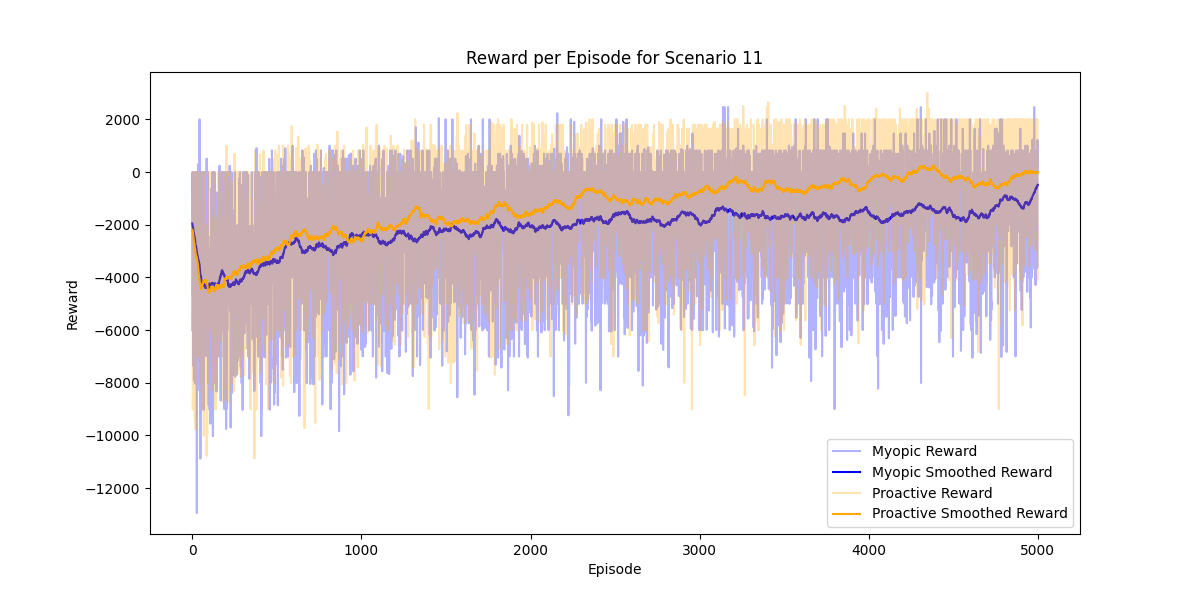 Reward per Episode for Scenario 11
Reward
2000
0
−2000
−4000
−6000
−8000
−10000
−12000
0 1000 2000 3000 4000 5000
Episode
Myopic Reward
Myopic Smoothed Reward
Proactive Reward
Proactive Smoothed Reward